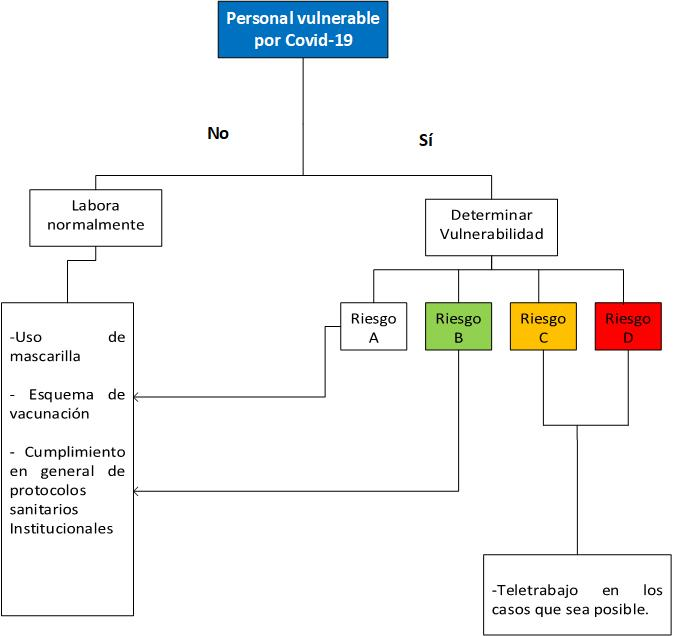 Personal vulnerable
por Covid-19
No
Sí
Labora
normalmente
Determinar
Vulnerabilidad
Riesgo
A
Riesgo
B
Riesgo
C
Riesgo
D
-Uso de
mascarilla
- Esquema de
vacunación
- Cumplimiento
en general de
protocolos
sanitarios
Institucionales
-Teletrabajo en los
casos que sea posible.